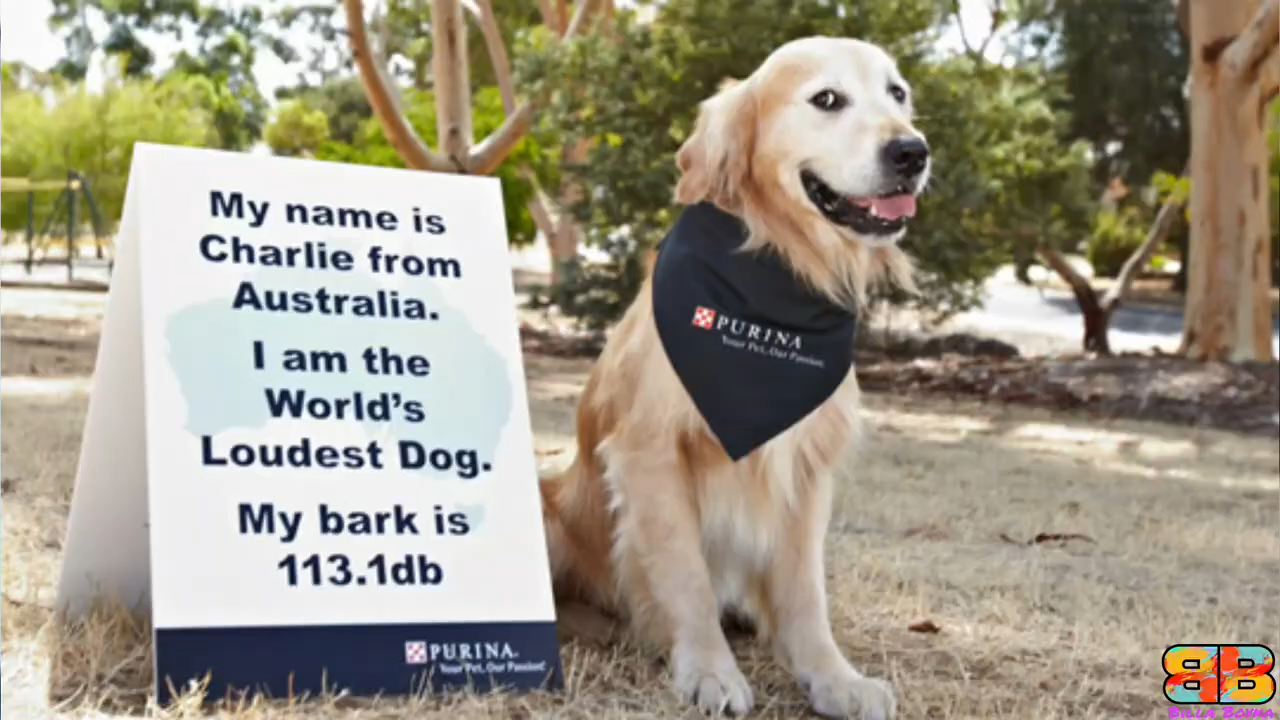 My name is
Charlie from
Australia.
I am the
World's
Loudest Dog.
My bark is
113.1db
PURINA.
Your Pet, Our Passion!
PURINA
Your Pet, Our Passion.
BB
BILLA BONNA